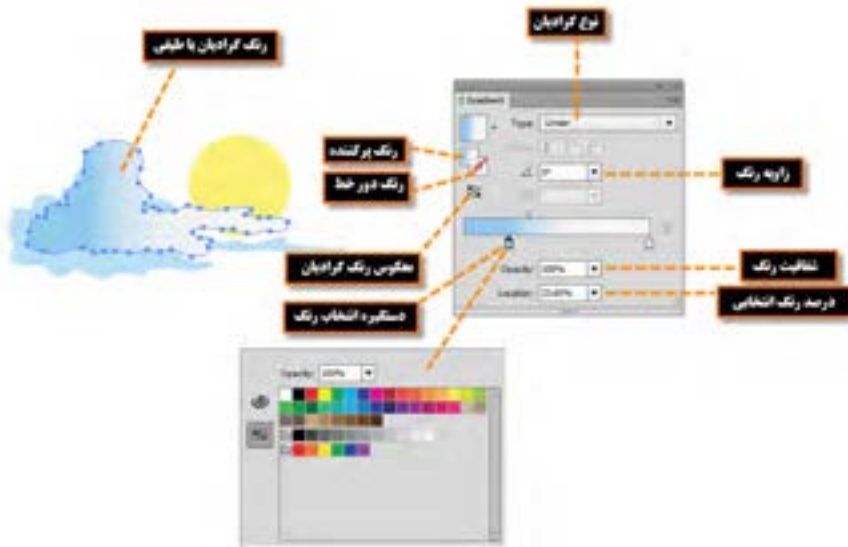 نوع گرادیان
رنگ گرادیان یا طیفی
Gradient
Type: Linear
رنگ پرکننده
رنگ دور خط
0°
زاویه رنگ
معکوس رنگ گرادیان
Opacity: 100%
شفافیت رنگ
دستگیره انتخاب رنگ
Location:
درصد رنگ انتخابی
Opacity: 100%